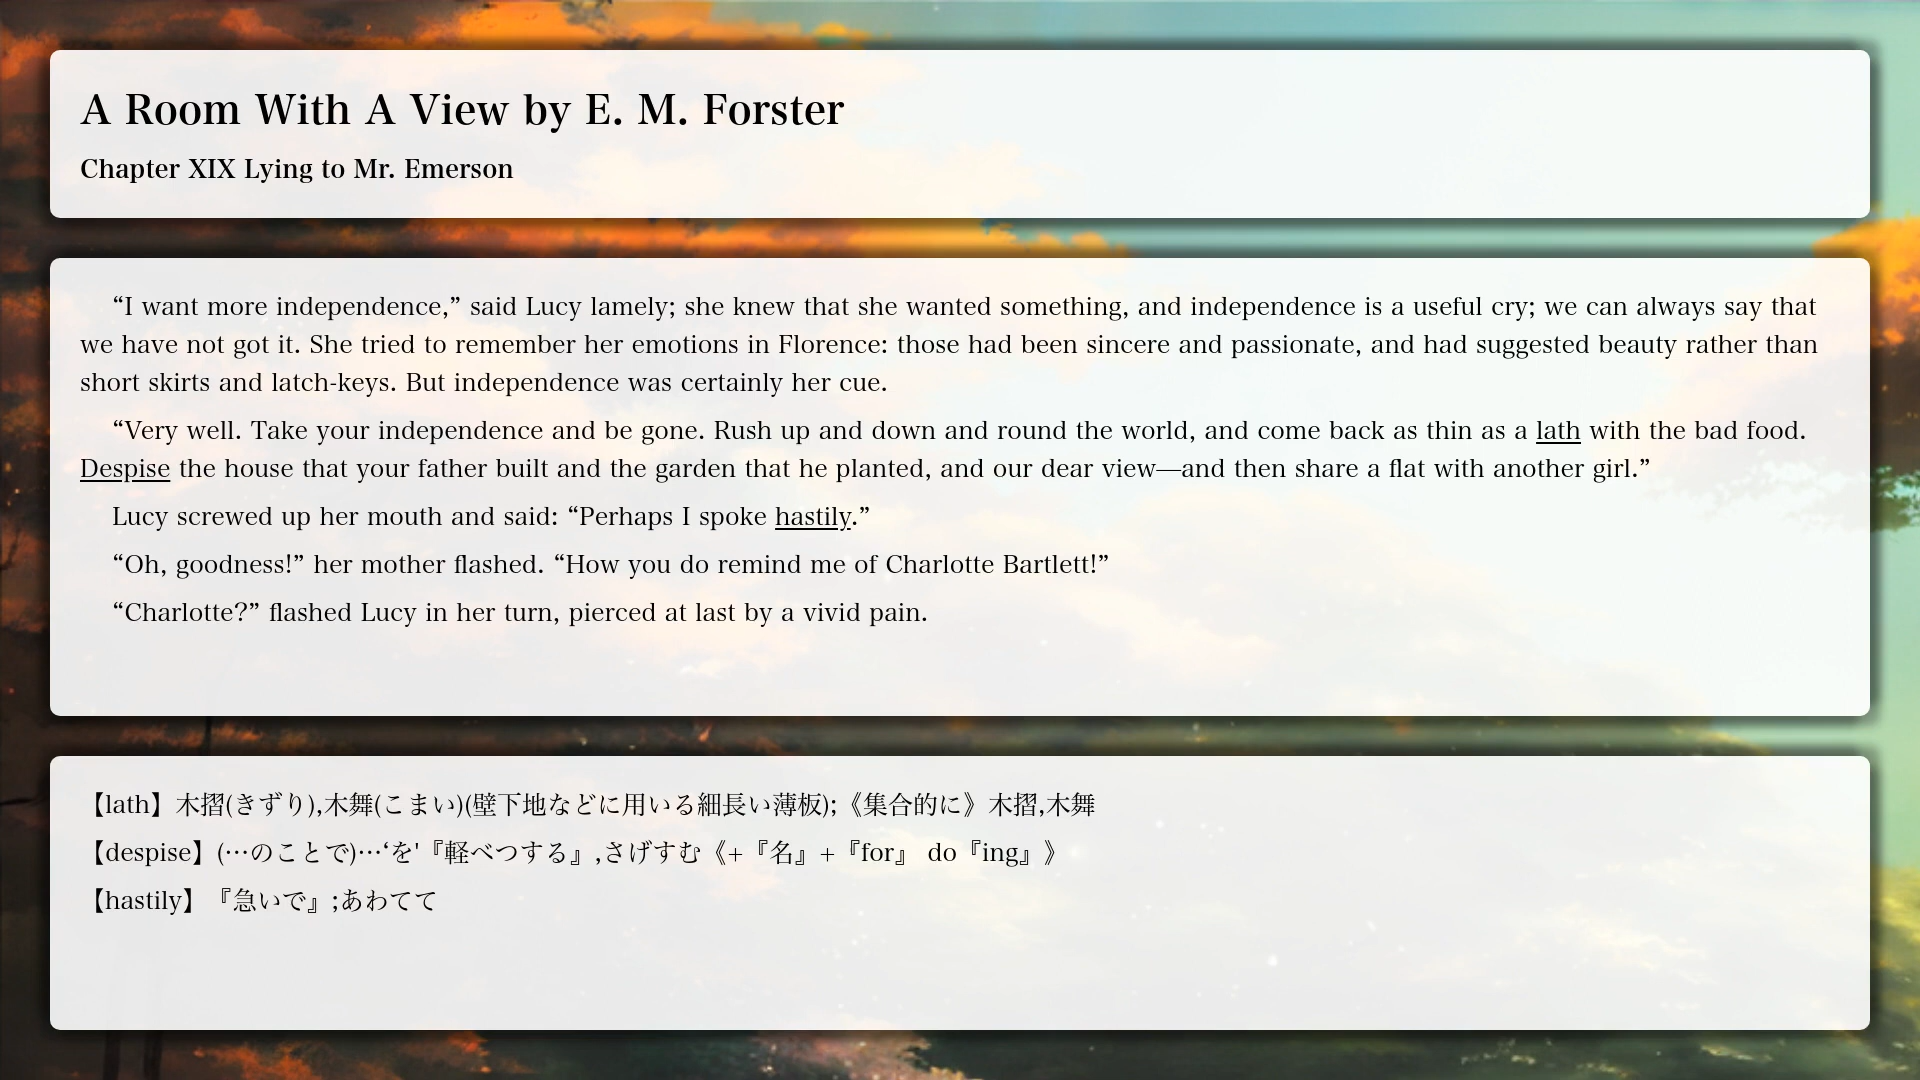 A Room With A View by E. M. Forster
Chapter XIX Lying to Mr. Emerson
“I want more independence,” said Lucy lamely; she knew that she wanted something, and independence is a useful cry; we can always say that
we have not got it. She tried to remember her emotions in Florence: those had been sincere and passionate, and had suggested beauty rather than
short skirts and latch-keys. But independence was certainly her cue.
“Very well. Take your independence and be gone. Rush up and down and round the world, and come back as thin as a lath with the bad food.
Despise the house that your father built and the garden that he planted, and our dear view—and then share a flat with another girl.”
Lucy screwed up her mouth and said: “Perhaps I spoke hastily.”
“Oh, goodness!” her mother flashed. “How you do remind me of Charlotte Bartlett!”
“Charlotte?” flashed Lucy in her turn, pierced at last by a vivid pain.
【lath】木摺(きずり),木舞(こまい)(壁下地などに用いる細長い薄板);《集合的に》木摺,木舞
【despise】(…のことで)…‘を'『軽べつする』,さげすむ《+『名』+『for』 do『ing』》
【hastily】『急いで』;あわてて